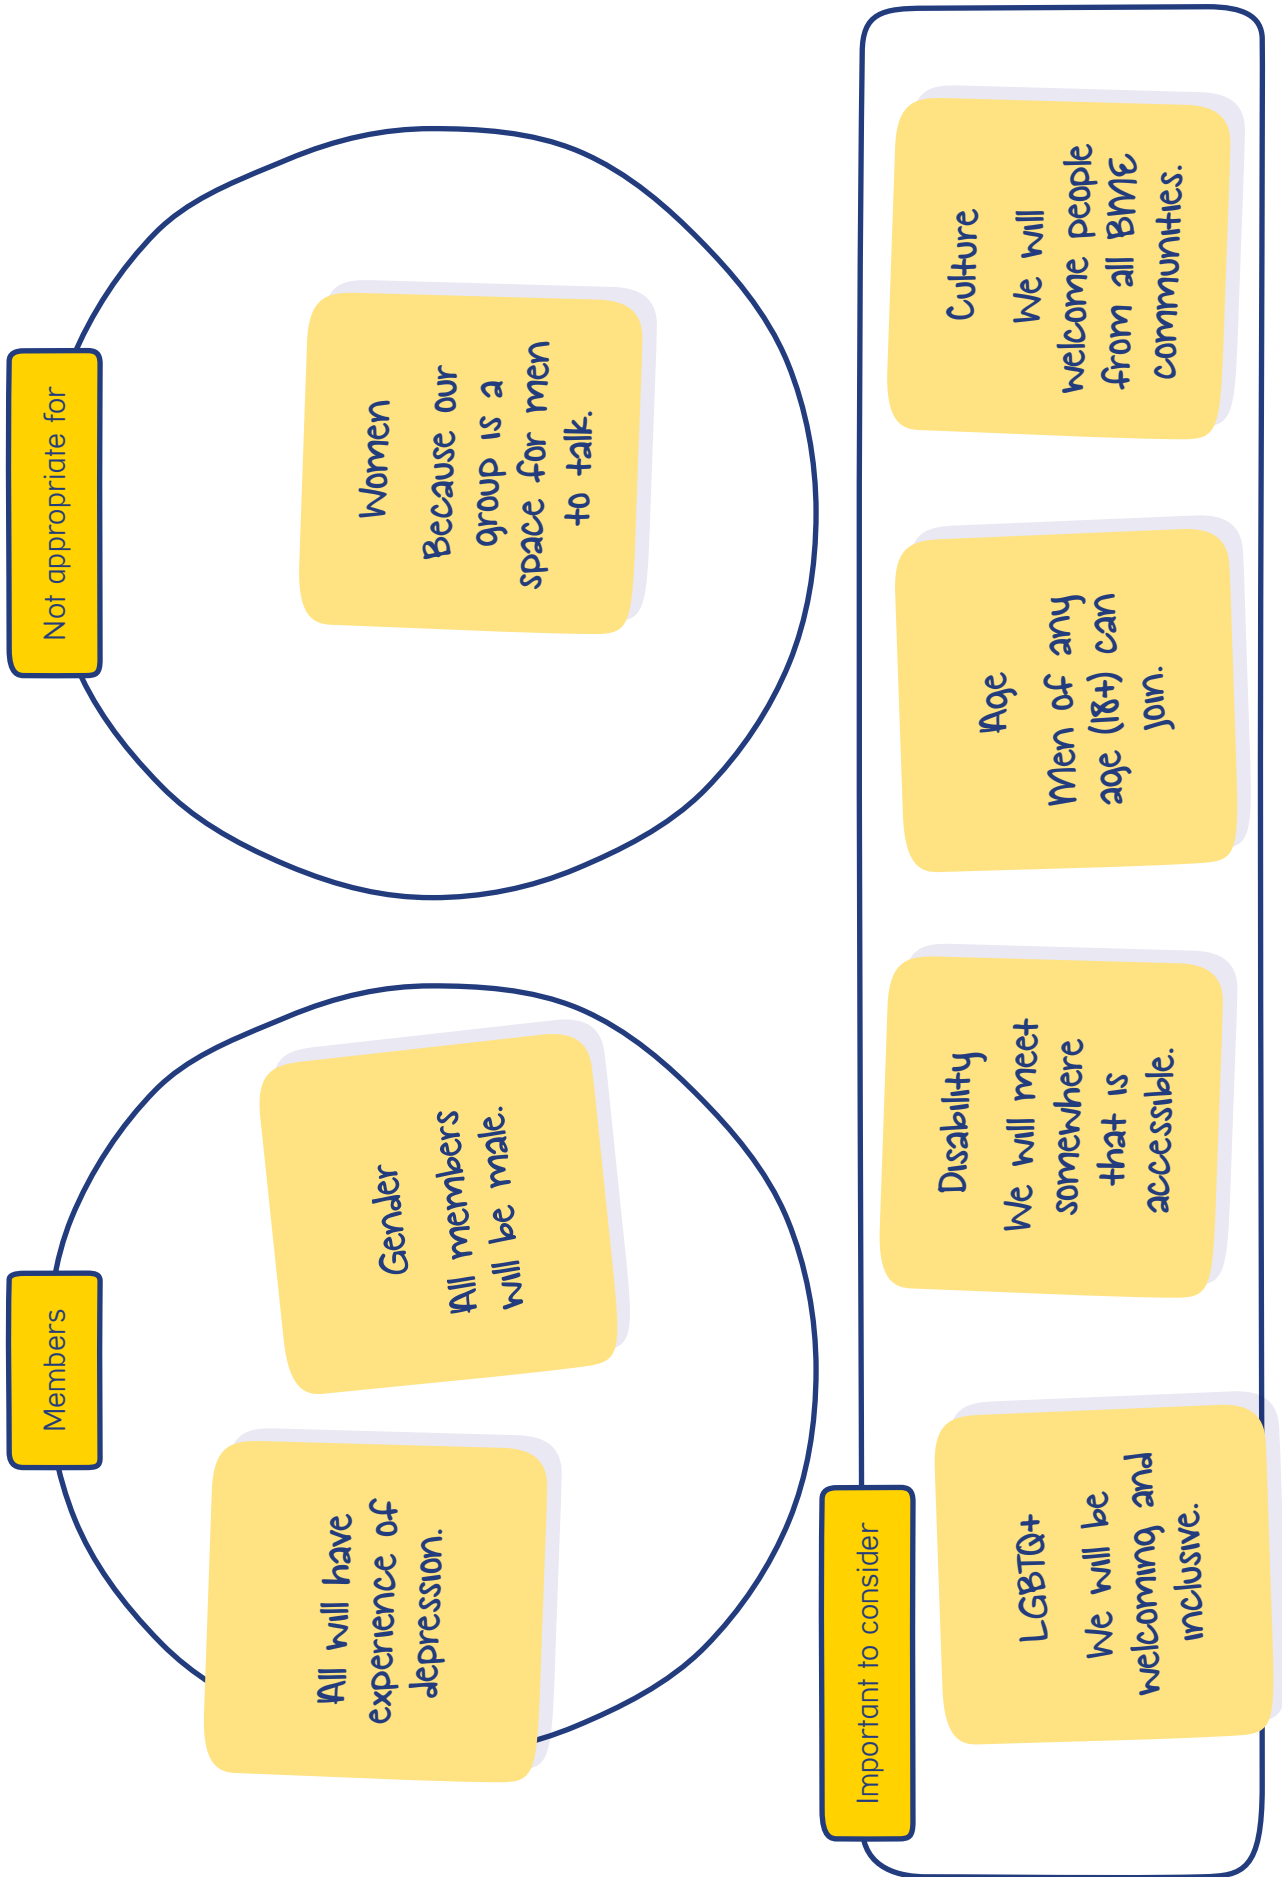 Members
All will have
experience of
depression.
Gender
All members
will be male.
Not appropriate for
Women
Because our
group is a
space for men
to talk.
Important to consider
LGBTQ+
We will be
welcoming and
inclusive.
Disability
We will meet
somewhere
that is
accessible.
Age
Men of any
age (18+) can
join.
Culture
We will
welcome people
from all BME
communities.